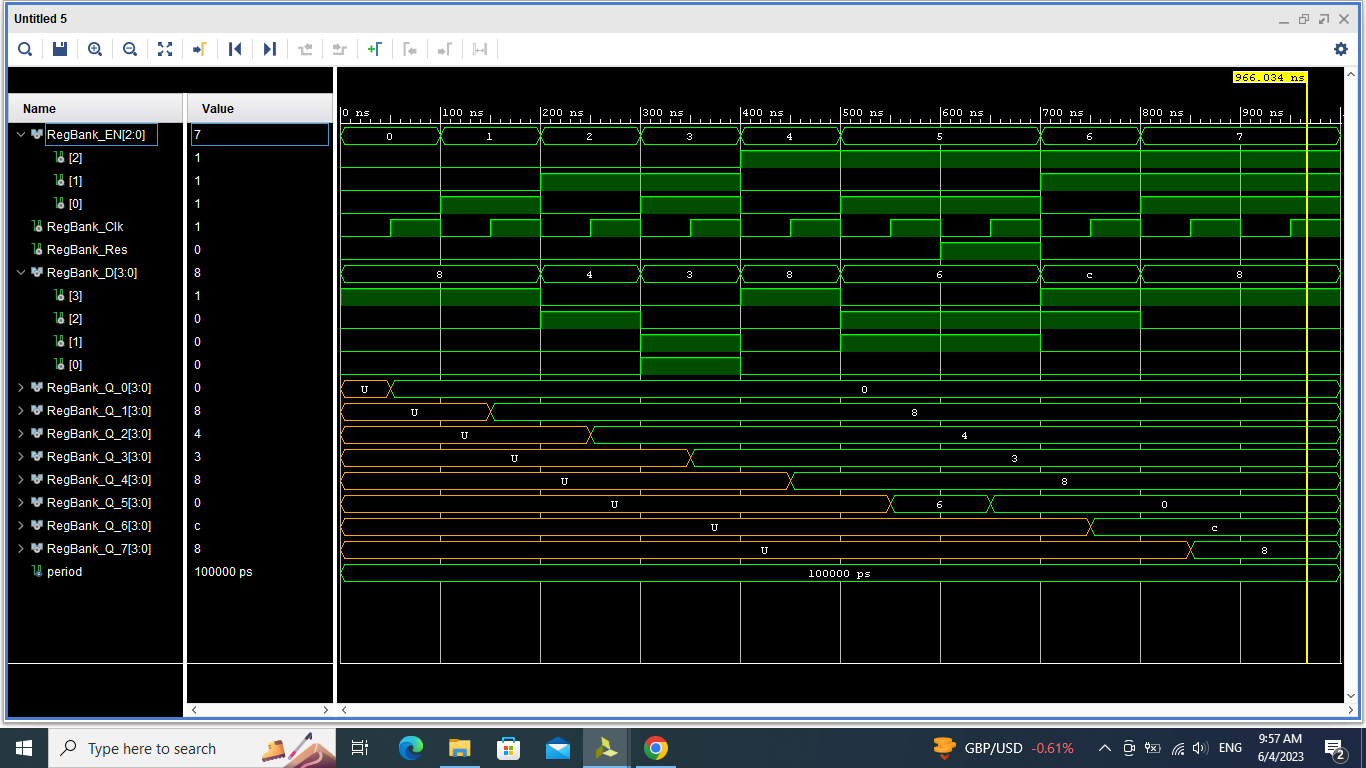 Untitled 5
966.034 ns
Name Value 0 ns 100 ns 200 ns 300 ns 400 ns 500 ns 600 ns 700 ns 800 ns 900 ns
RegBank_EN[2:0] 7 0 1 2 3 4 5 6 7
[2] 1
[1] 1
[0] 1
RegBank_Clk 1
RegBank_Res 0
RegBank_D[3:0] 8 8 4 3 8 6 c 8
[3] 1
[2] 0
[1] 0
[0] 0
RegBank_Q_0[3:0] 0 U 0
RegBank_Q_1[3:0] 8 U 8
RegBank_Q_2[3:0] 4 U 4
RegBank_Q_3[3:0] 3 U 3
RegBank_Q_4[3:0] 8 U 8
RegBank_Q_5[3:0] 0 U 6 0
RegBank_Q_6[3:0] c U c
RegBank_Q_7[3:0] 8 U 8
period 100000 ps 100000 ps
Type here to search GBP/USD -0.61% ENG 9:57 AM
6/4/2023 2